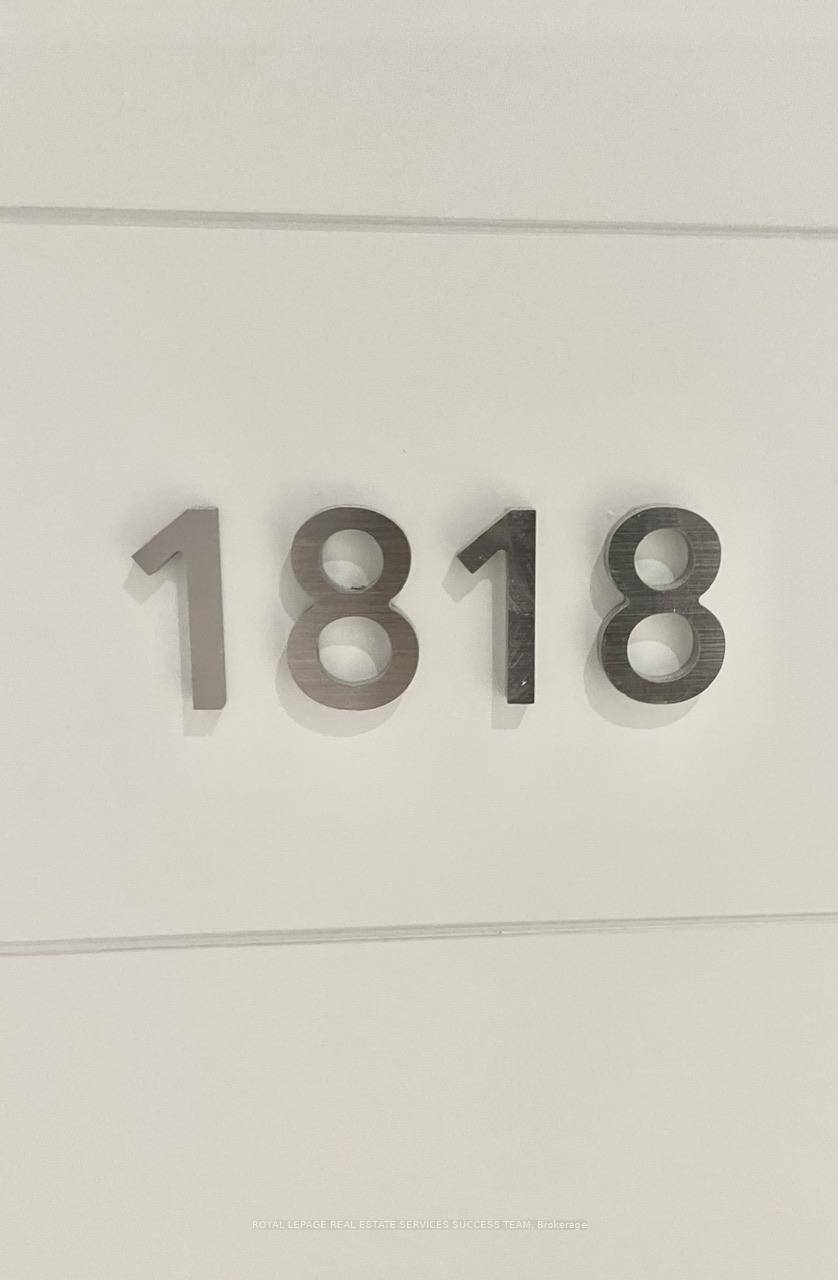 1818
ROYAL LEPAGE REAL ESTATE SERVICES SUCCESS TEAM, Brokerage